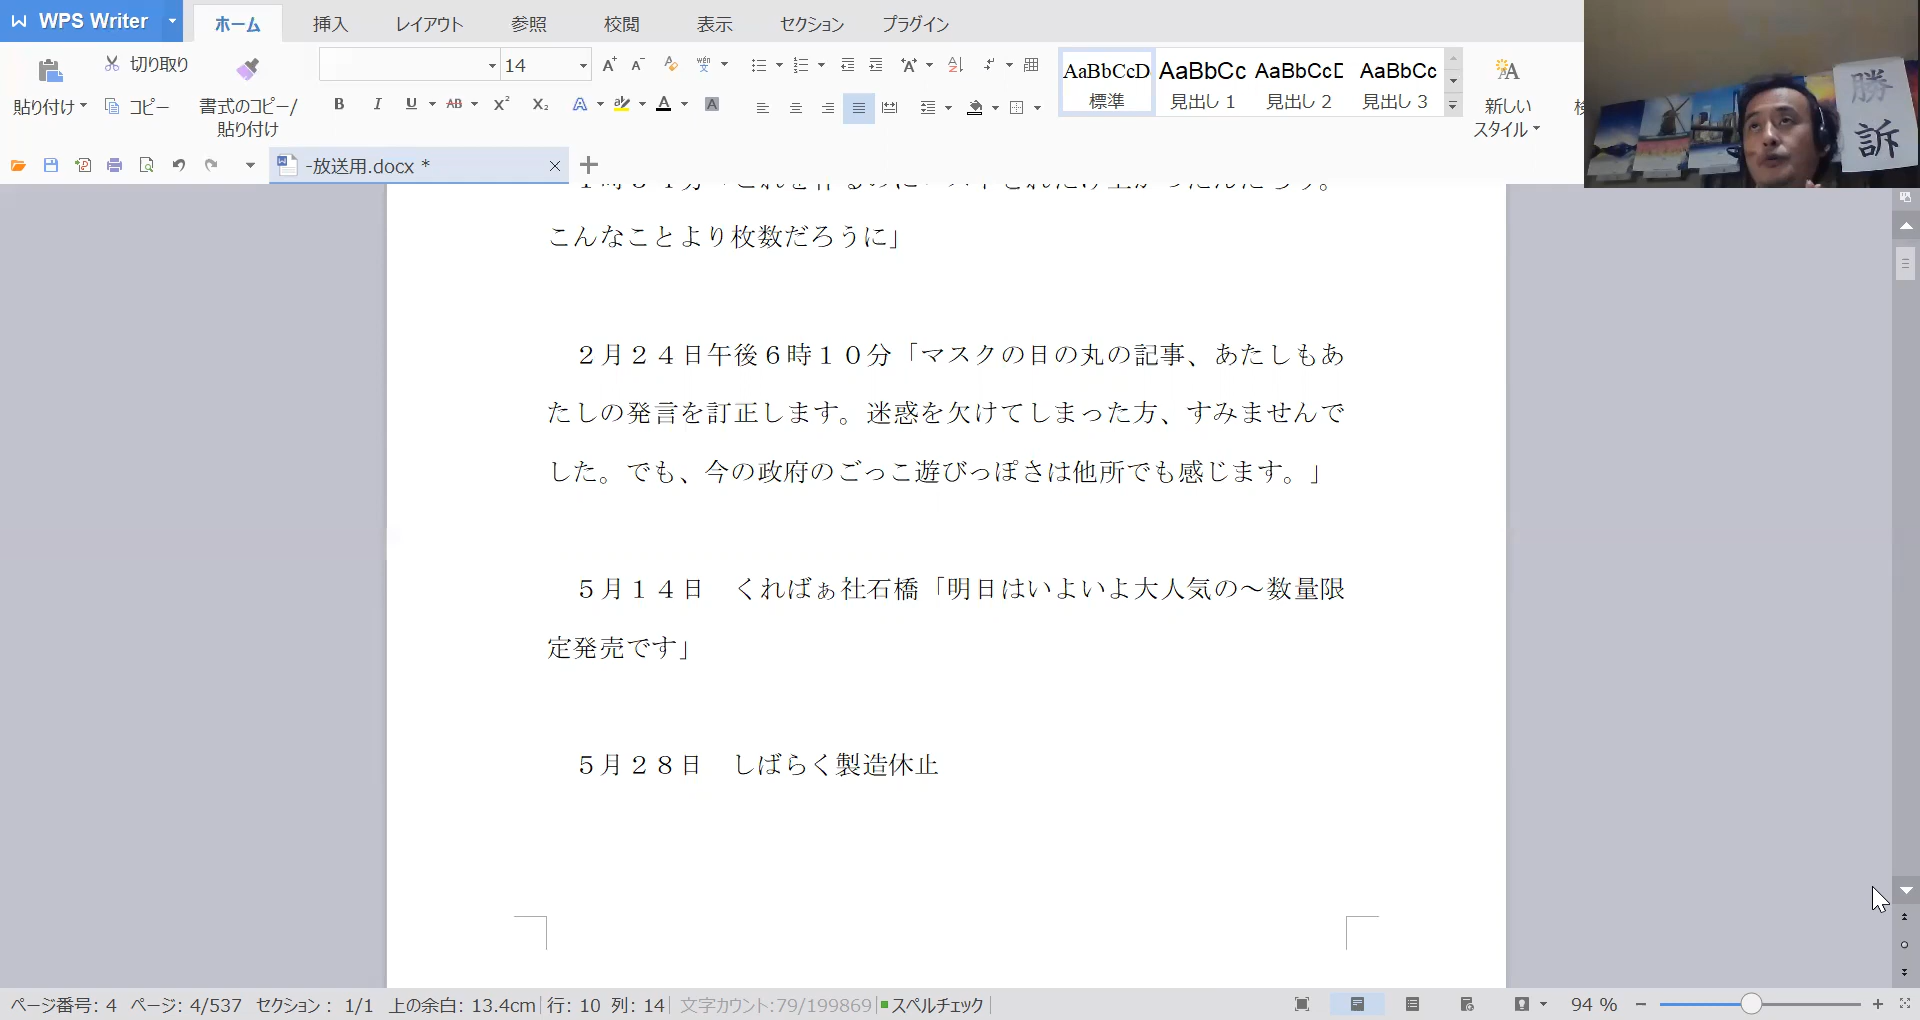 WPS Writer ホーム 挿入 レイアウト 参照 校閲 表示 セクション プラグイン
貼り付け 切り取り コピー 書式のコピー/貼り付け 14
B I U AB X² X₂ A A A
AaBbCcD 標準 AaBbCc 見出し 1 AaBbCcD 見出し 2 AaBbCc 見出し 3 新しいスタイル
勝
訴
-放送用.docx *
こんなことより枚数だろうに」
２月２４日午後６時１０分「マスクの日の丸の記事、あたしもあ
たしの発言を訂正します。迷惑を欠けてしまった方、すみませんで
した。でも、今の政府のごっこ遊びっぽさは他所でも感じます。」
５月１４日　くればぁ社石橋「明日はいよいよ大人気の～数量限
定発売です」
５月２８日　しばらく製造休止
ページ番号: 4 ページ: 4/537 セクション: 1/1 上の余白: 13.4cm 行: 10 列: 14 文字カウント:79/199869 スペルチェック 94 %